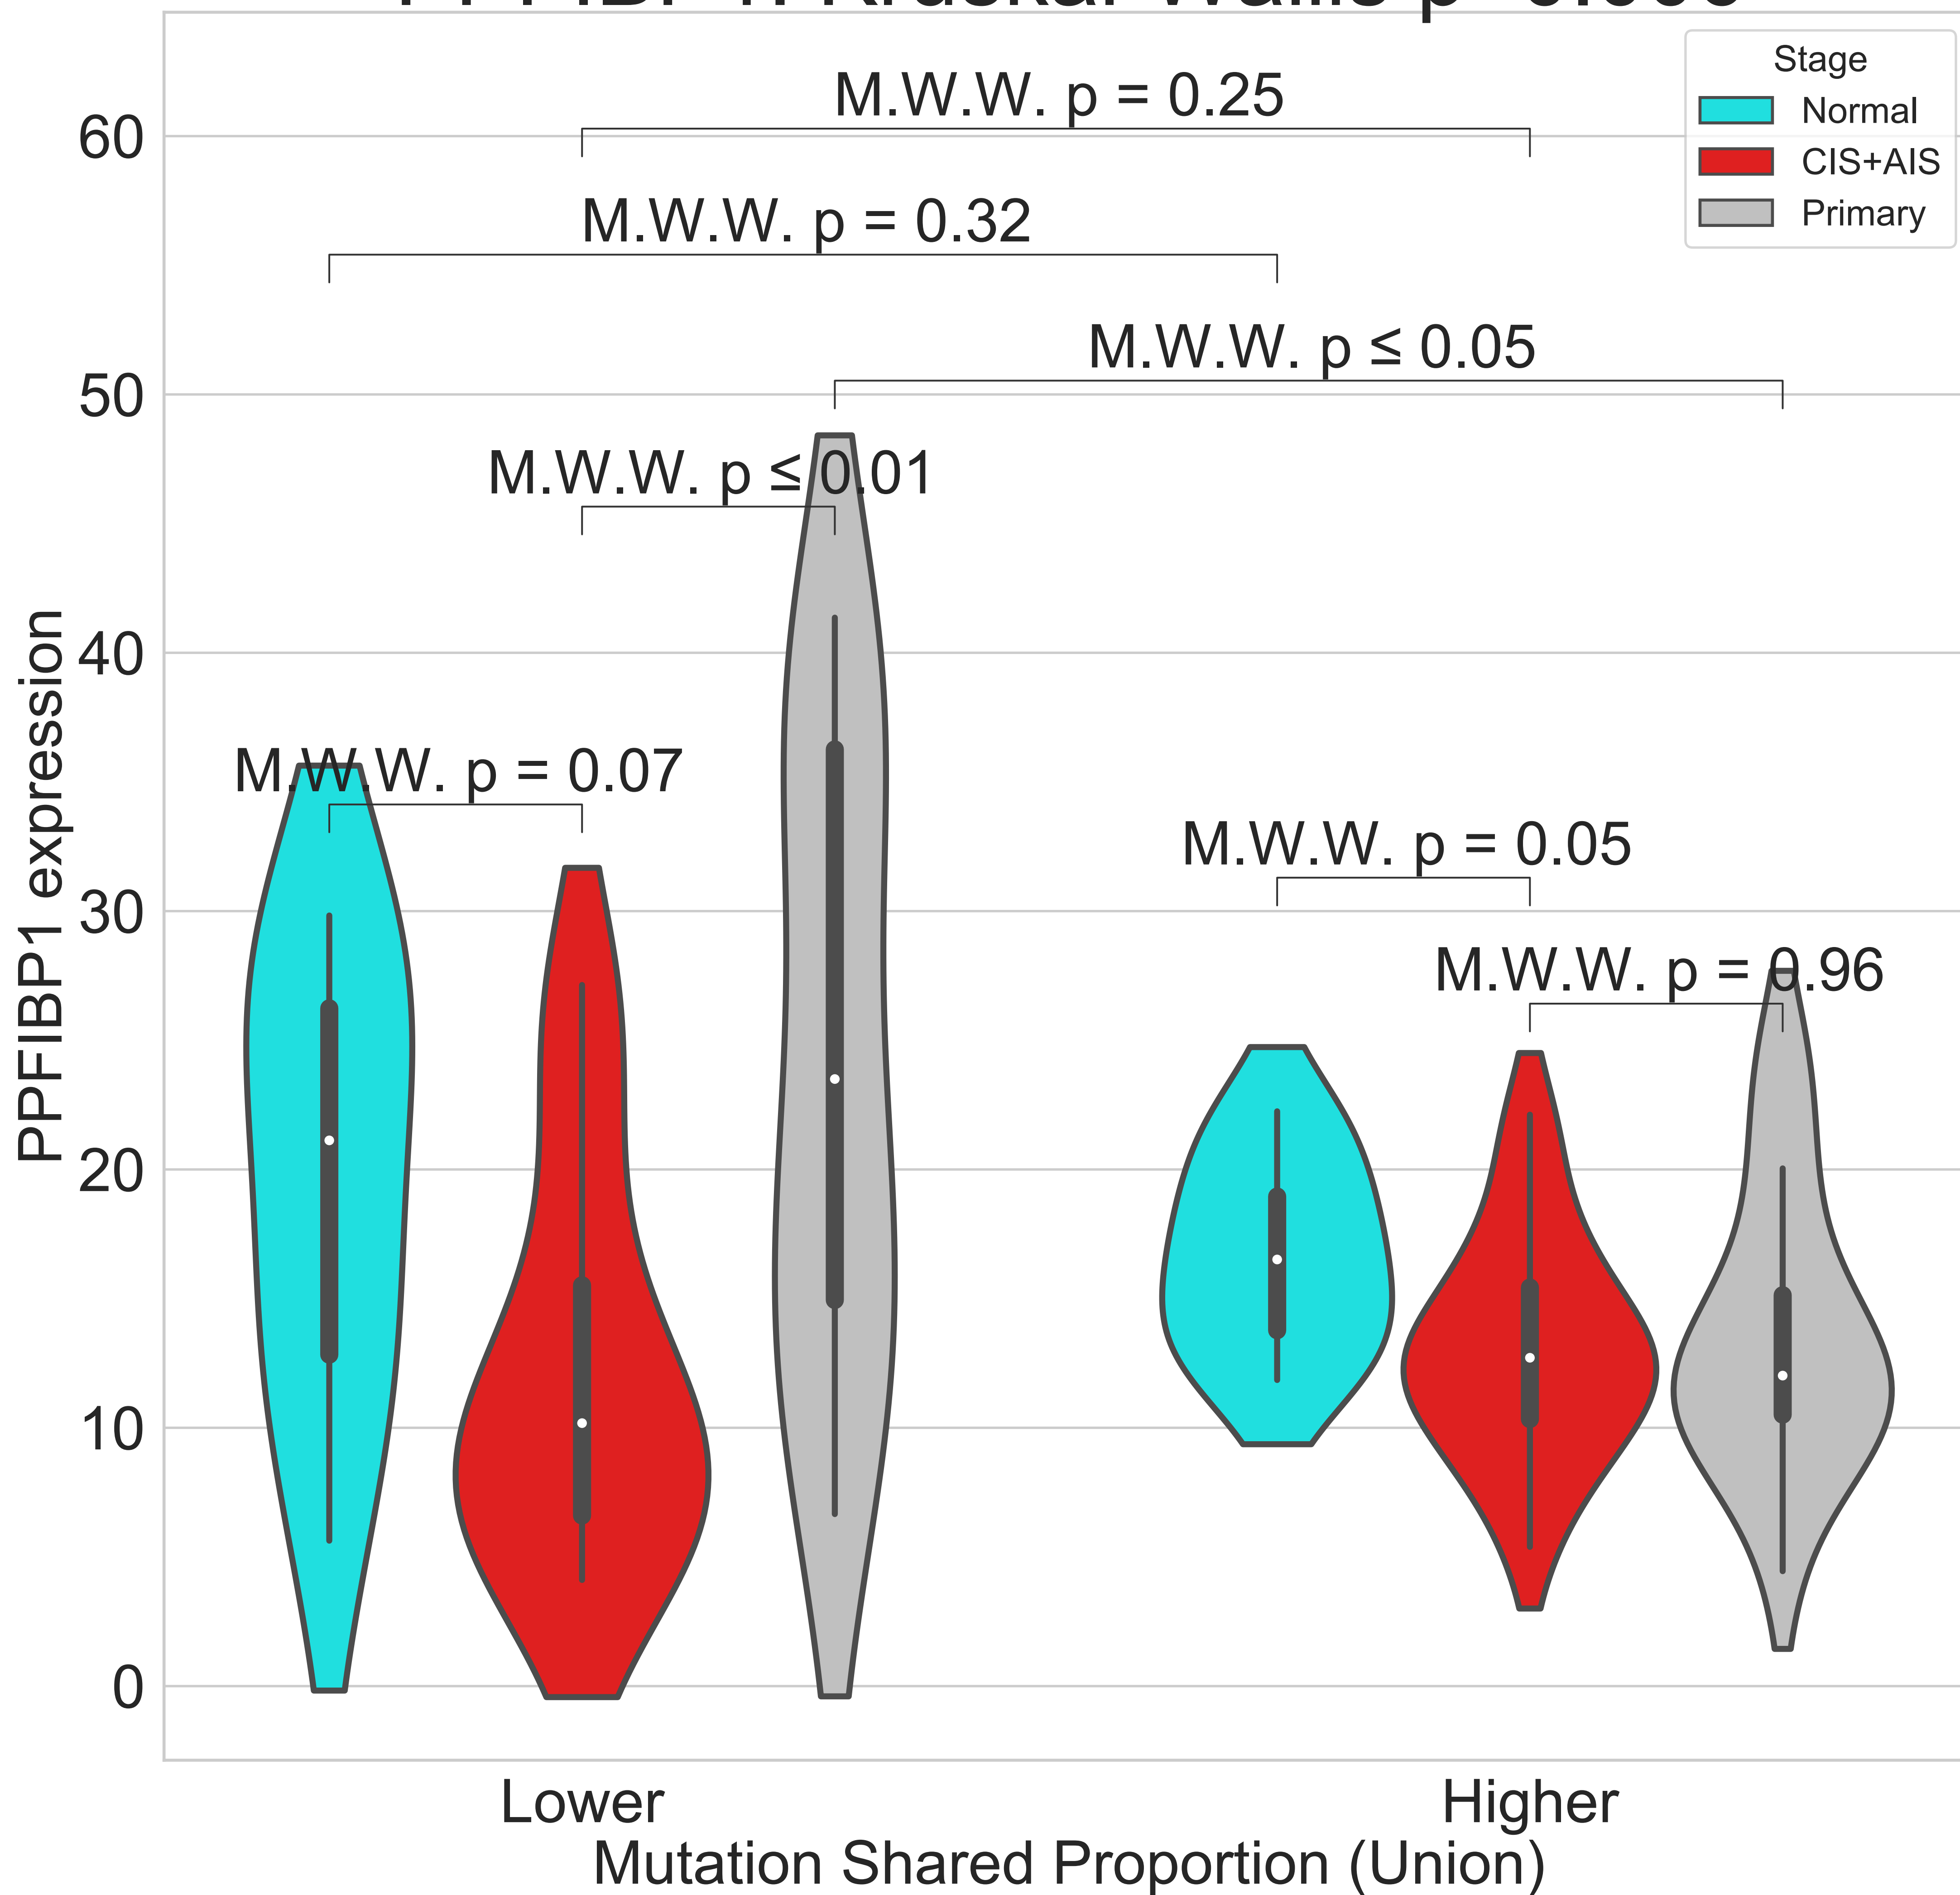 Stage
Normal
CIS+AIS
Primary
M.W.W. p = 0.25
M.W.W. p = 0.32
M.W.W. p ≤ 0.05
M.W.W. p ≤ 0.01
M.W.W. p = 0.07
M.W.W. p = 0.05
M.W.W. p = 0.96
PPFIBP1 expression
60
50
40
30
20
10
0
Lower
Higher
Mutation Shared Proportion (Union)